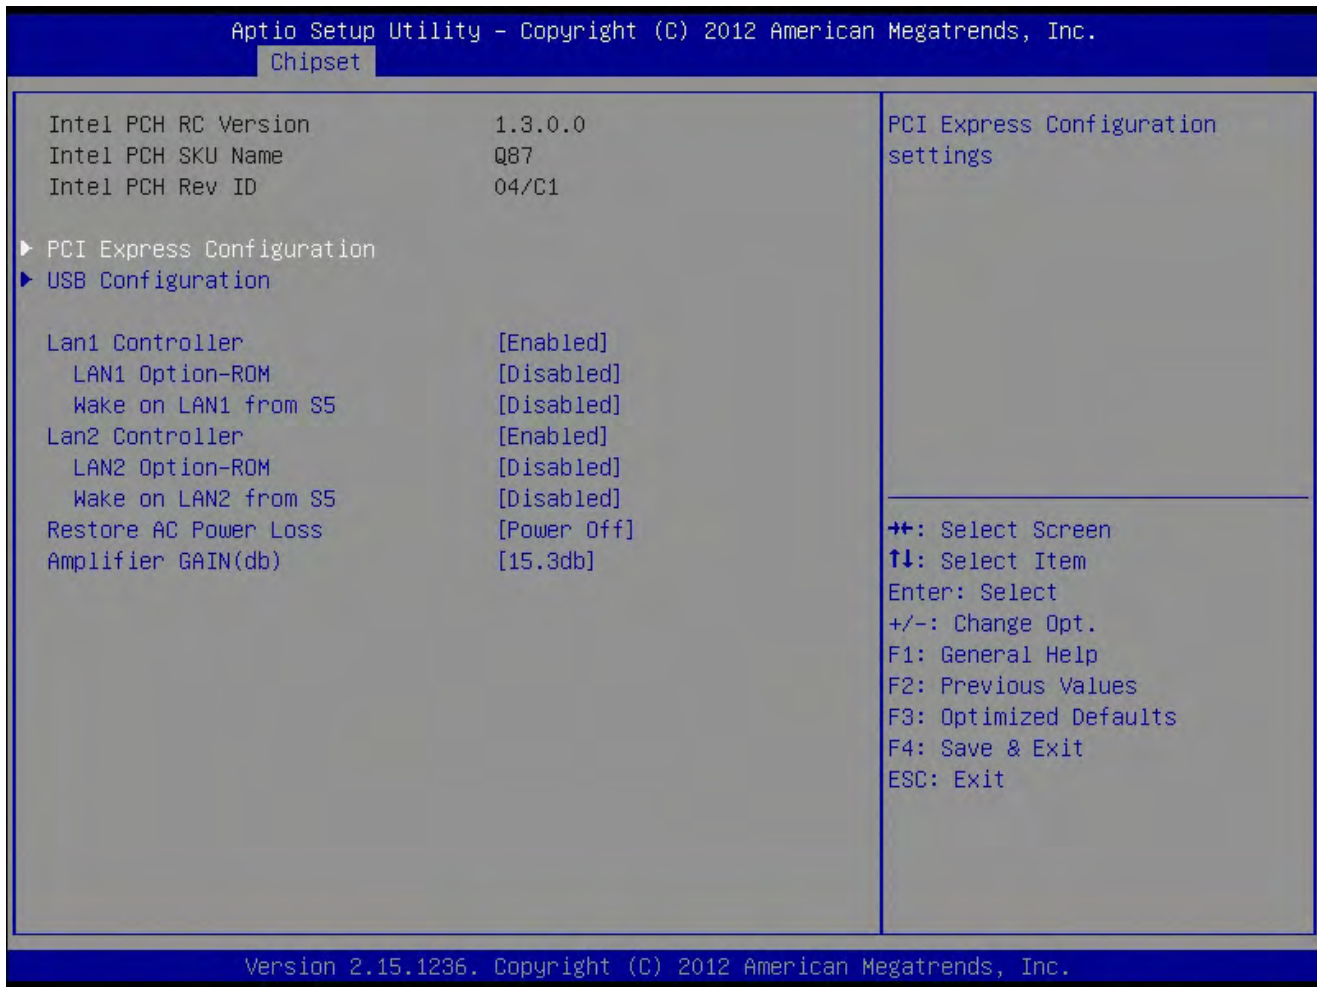 Aptio Setup Utility – Copyright (C) 2012 American Megatrends, Inc.
Chipset
Intel PCH RC Version 1.3.0.0
Intel PCH SKU Name Q87
Intel PCH Rev ID 04/C1
PCI Express Configuration
USB Configuration
Lan1 Controller [Enabled]
LAN1 Option-ROM [Disabled]
Wake on LAN1 from S5 [Disabled]
Lan2 Controller [Enabled]
LAN2 Option-ROM [Disabled]
Wake on LAN2 from S5 [Disabled]
Restore AC Power Loss [Power Off]
Amplifier GAIN(db) [15.3db]
PCI Express Configuration
settings
→←: Select Screen
↑↓: Select Item
Enter: Select
+/-: Change Opt.
F1: General Help
F2: Previous Values
F3: Optimized Defaults
F4: Save & Exit
ESC: Exit
Version 2.15.1236. Copyright (C) 2012 American Megatrends, Inc.